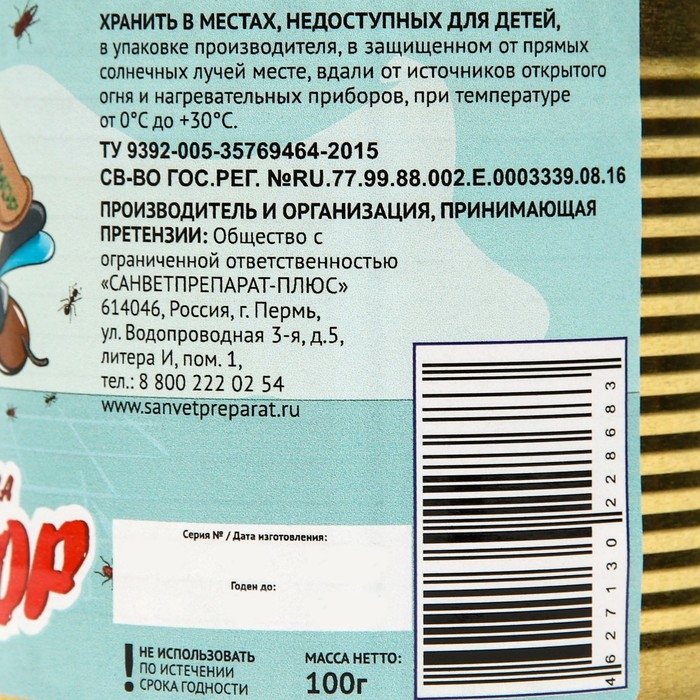 ХРАНИТЬ В МЕСТАХ, НЕДОСТУПНЫХ ДЛЯ ДЕТЕЙ,
в упаковке производителя, в защищенном от прямых
солнечных лучей месте, вдали от источников открытого
огня и нагревательных приборов, при температуре
от 0°С до +30°С.
ТУ 9392-005-35769464-2015
СВ-ВО ГОС.РЕГ. №RU.77.99.88.002.Е.0003339.08.16
ПРОИЗВОДИТЕЛЬ И ОРГАНИЗАЦИЯ, ПРИНИМАЮЩАЯ
ПРЕТЕНЗИИ: Общество с
ограниченной ответственностью
«САНВЕТПРЕПАРАТ-ПЛЮС»
614046, Россия, г. Пермь,
ул. Водопроводная 3-я, д.5,
литера И, пом. 1,
тел.: 8 800 222 02 54
www.sanvetpreparat.ru
Серия № / Дата изготовления:
Годен до:
! НЕ ИСПОЛЬЗОВАТЬ
ПО ИСТЕЧЕНИИ
СРОКА ГОДНОСТИ
МАССА НЕТТО:
100г
4627130228683